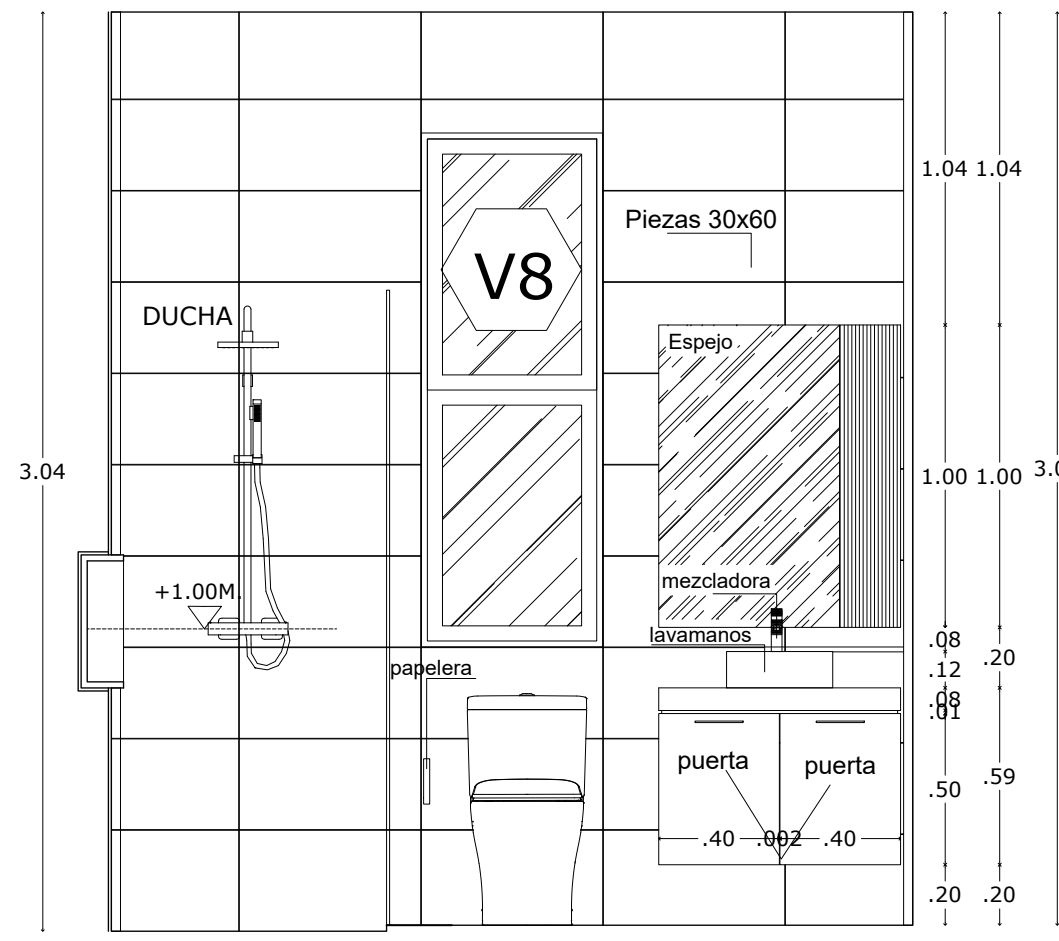 1.04 1.04
Piezas 30x60
V8
DUCHA
Espejo
3.04
1.00 1.00
+1.00M.
mezcladora
lavamanos
.08
.20
papelera
.12
.08
.01
puerta puerta
.50 .59
.40 .002 .40
.20 .20